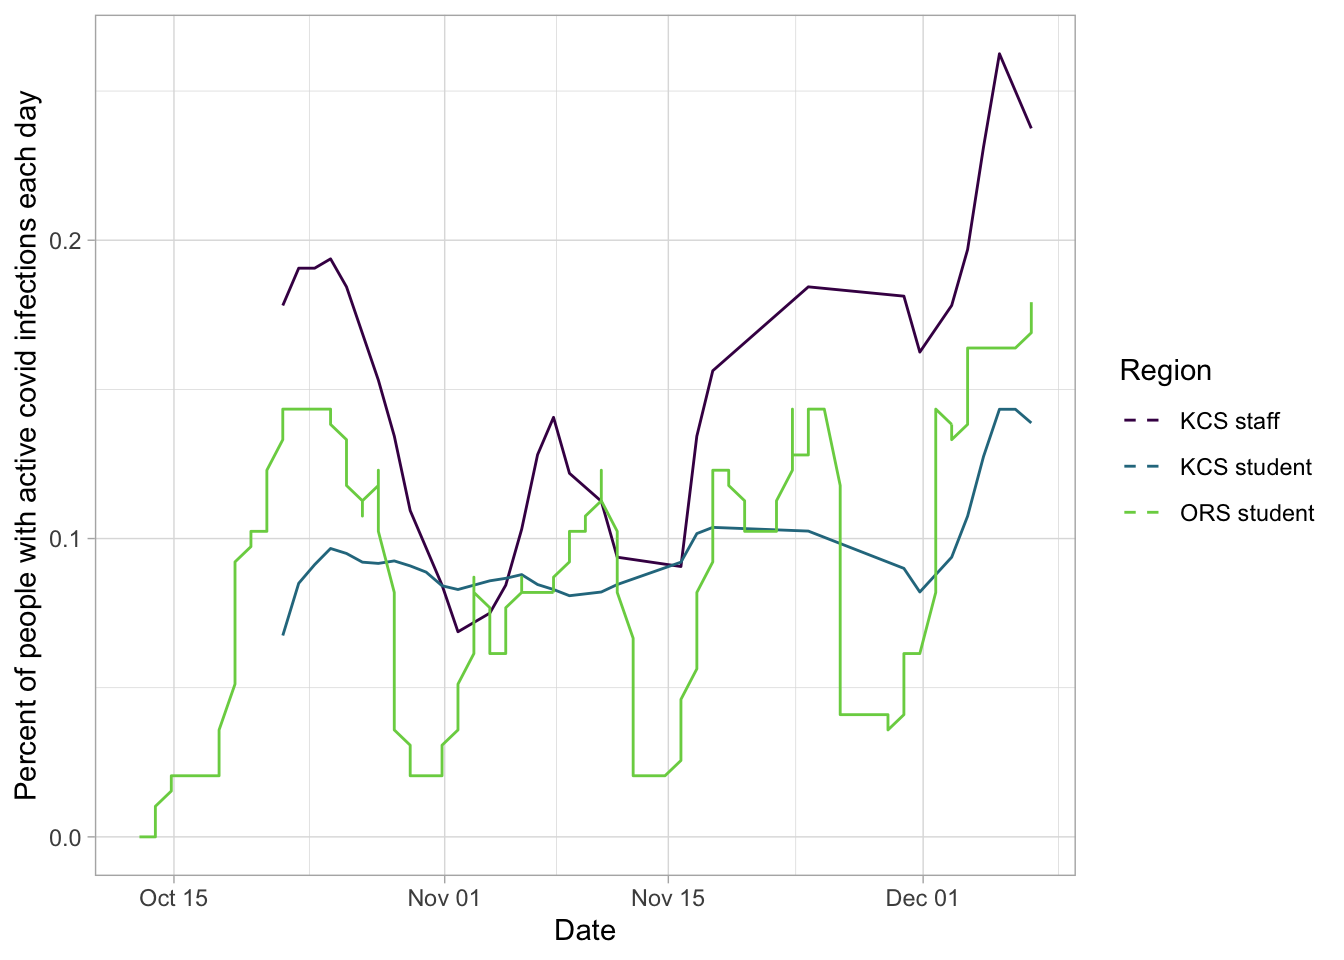 Percent of people with active covid infections each day
0.2
0.1
0.0
Oct 15
Nov 01
Nov 15
Dec 01
Date
Region
KCS staff
KCS student
ORS student